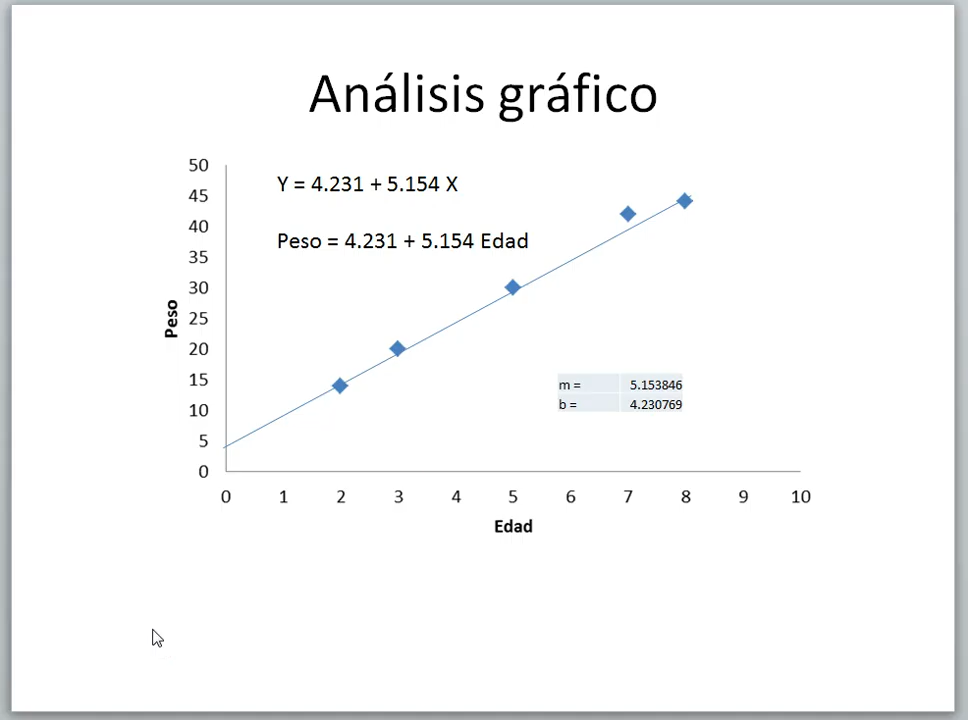 Análisis gráfico
Y = 4.231 + 5.154 X
Peso = 4.231 + 5.154 Edad
50
45
40
35
30
25
20
15
10
5
0
Peso
m = 5.153846
b = 4.230769
0 1 2 3 4 5 6 7 8 9 10
Edad